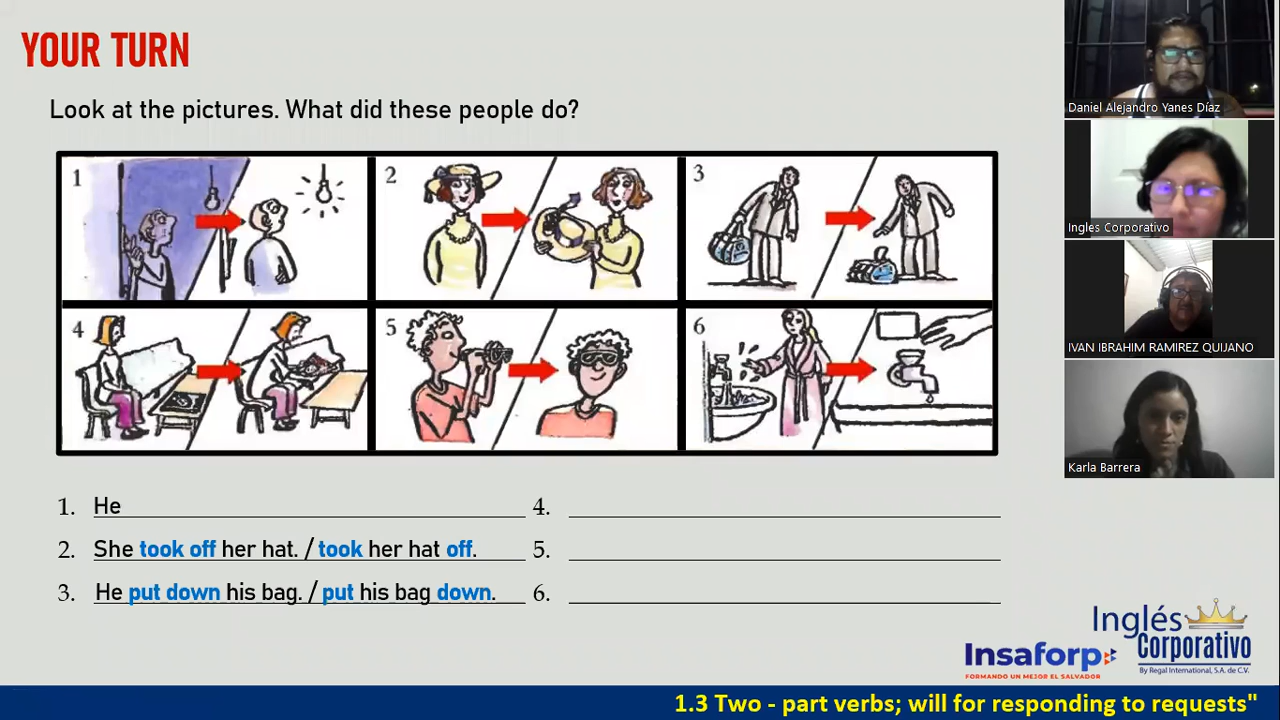 YOUR TURN
Look at the pictures. What did these people do?
1
2
3
4
5
6
1. He
2. She took off her hat. / took her hat off.
3. He put down his bag. / put his bag down.
4.
5.
6.
Daniel Alejandro Yanes Díaz
Ingles Corporativo
IVAN IBRAHIM RAMIREZ QUIJANO
Karla Barrera
Insaforp
FORMANDO UN MEJOR EL SALVADOR
Inglés
Corporativo
By Regal International, S.A. de C.V.
1.3 Two - part verbs; will for responding to requests"